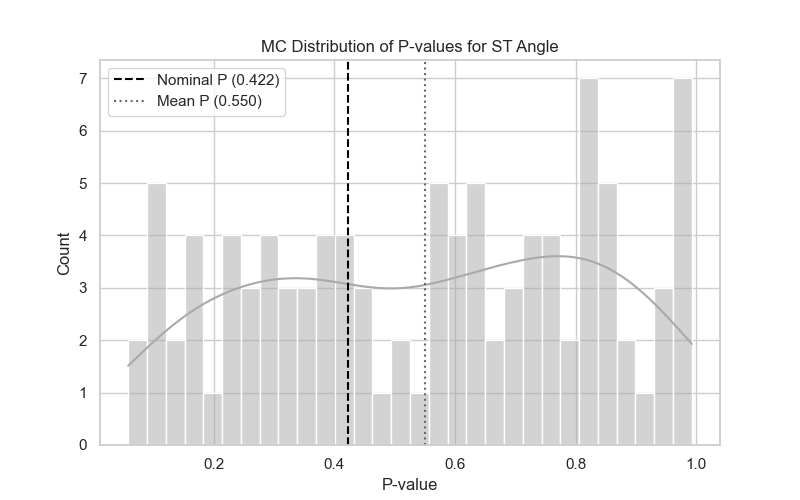 MC Distribution of P-values for ST Angle
Nominal P (0.422)
Mean P (0.550)
Count
7
6
5
4
3
2
1
0
0.2 0.4 0.6 0.8 1.0
P-value